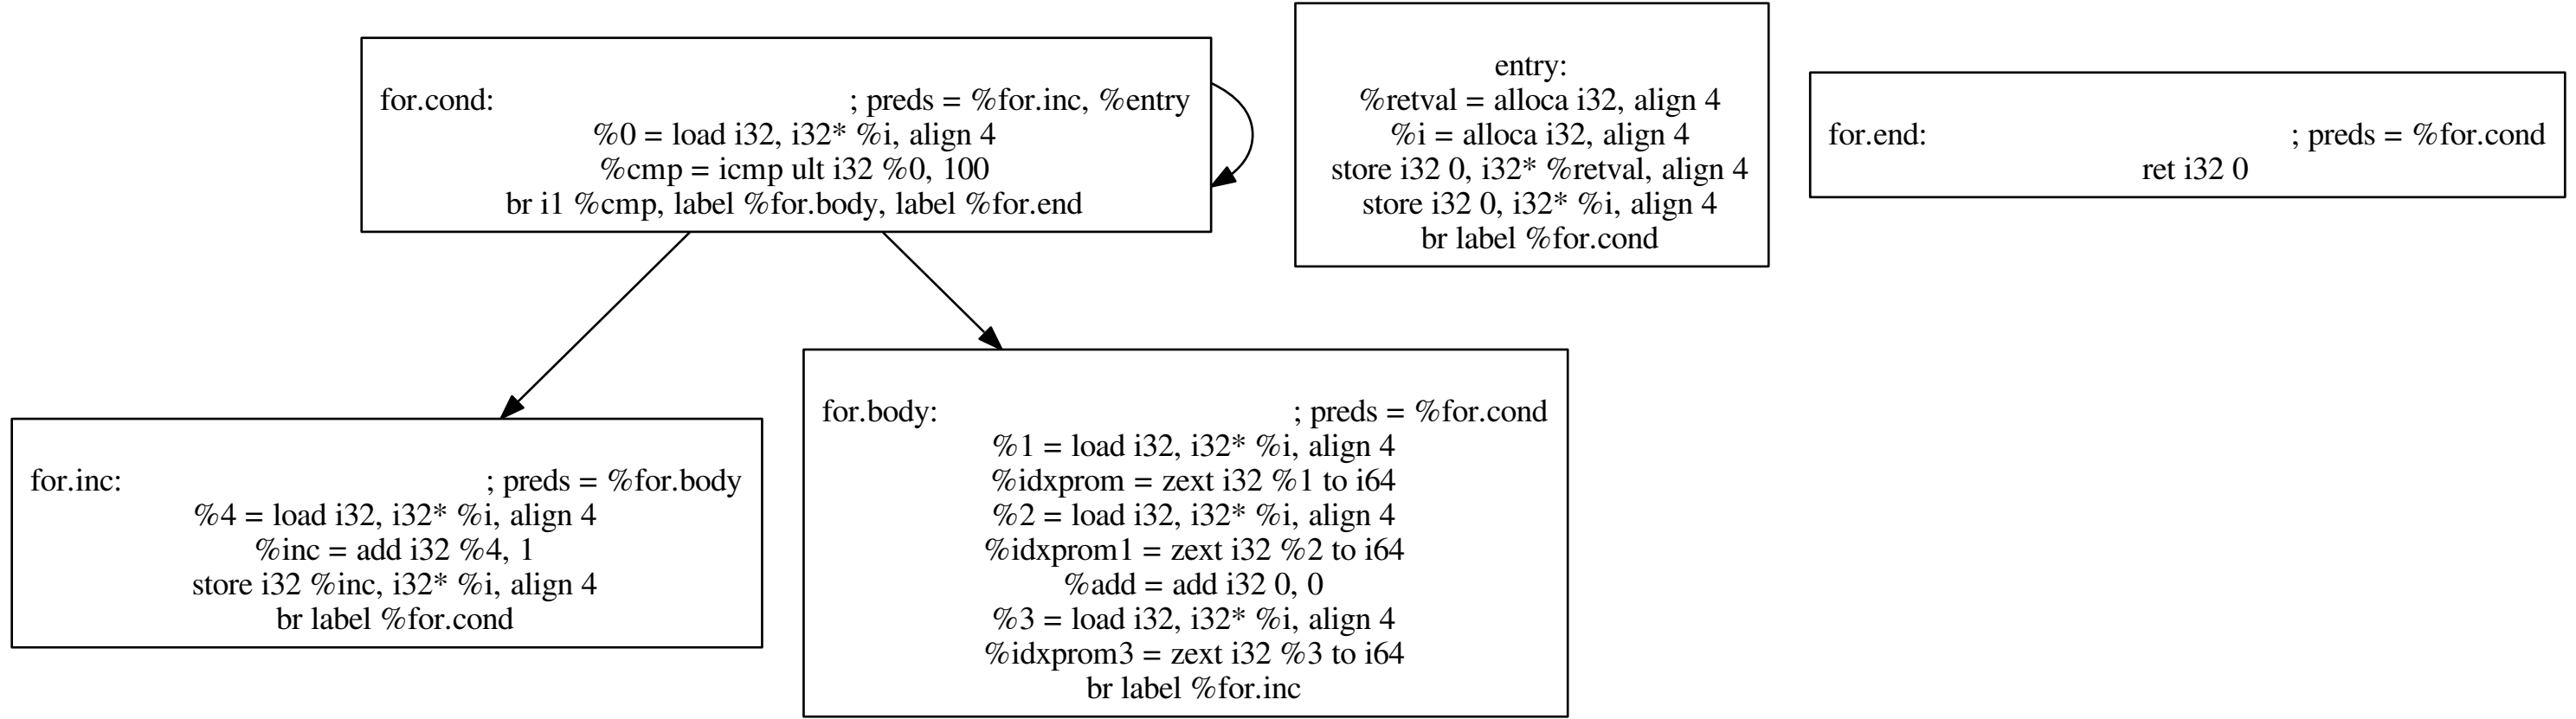 for.cond: ; preds = %for.inc, %entry
%0 = load i32, i32* %i, align 4
%cmp = icmp ult i32 %0, 100
br i1 %cmp, label %for.body, label %for.end
entry:
%retval = alloca i32, align 4
%i = alloca i32, align 4
store i32 0, i32* %retval, align 4
store i32 0, i32* %i, align 4
br label %for.cond
for.end: ; preds = %for.cond
ret i32 0
for.inc: ; preds = %for.body
%4 = load i32, i32* %i, align 4
%inc = add i32 %4, 1
store i32 %inc, i32* %i, align 4
br label %for.cond
for.body: ; preds = %for.cond
%1 = load i32, i32* %i, align 4
%idxprom = zext i32 %1 to i64
%2 = load i32, i32* %i, align 4
%idxprom1 = zext i32 %2 to i64
%add = add i32 0, 0
%3 = load i32, i32* %i, align 4
%idxprom3 = zext i32 %3 to i64
br label %for.inc